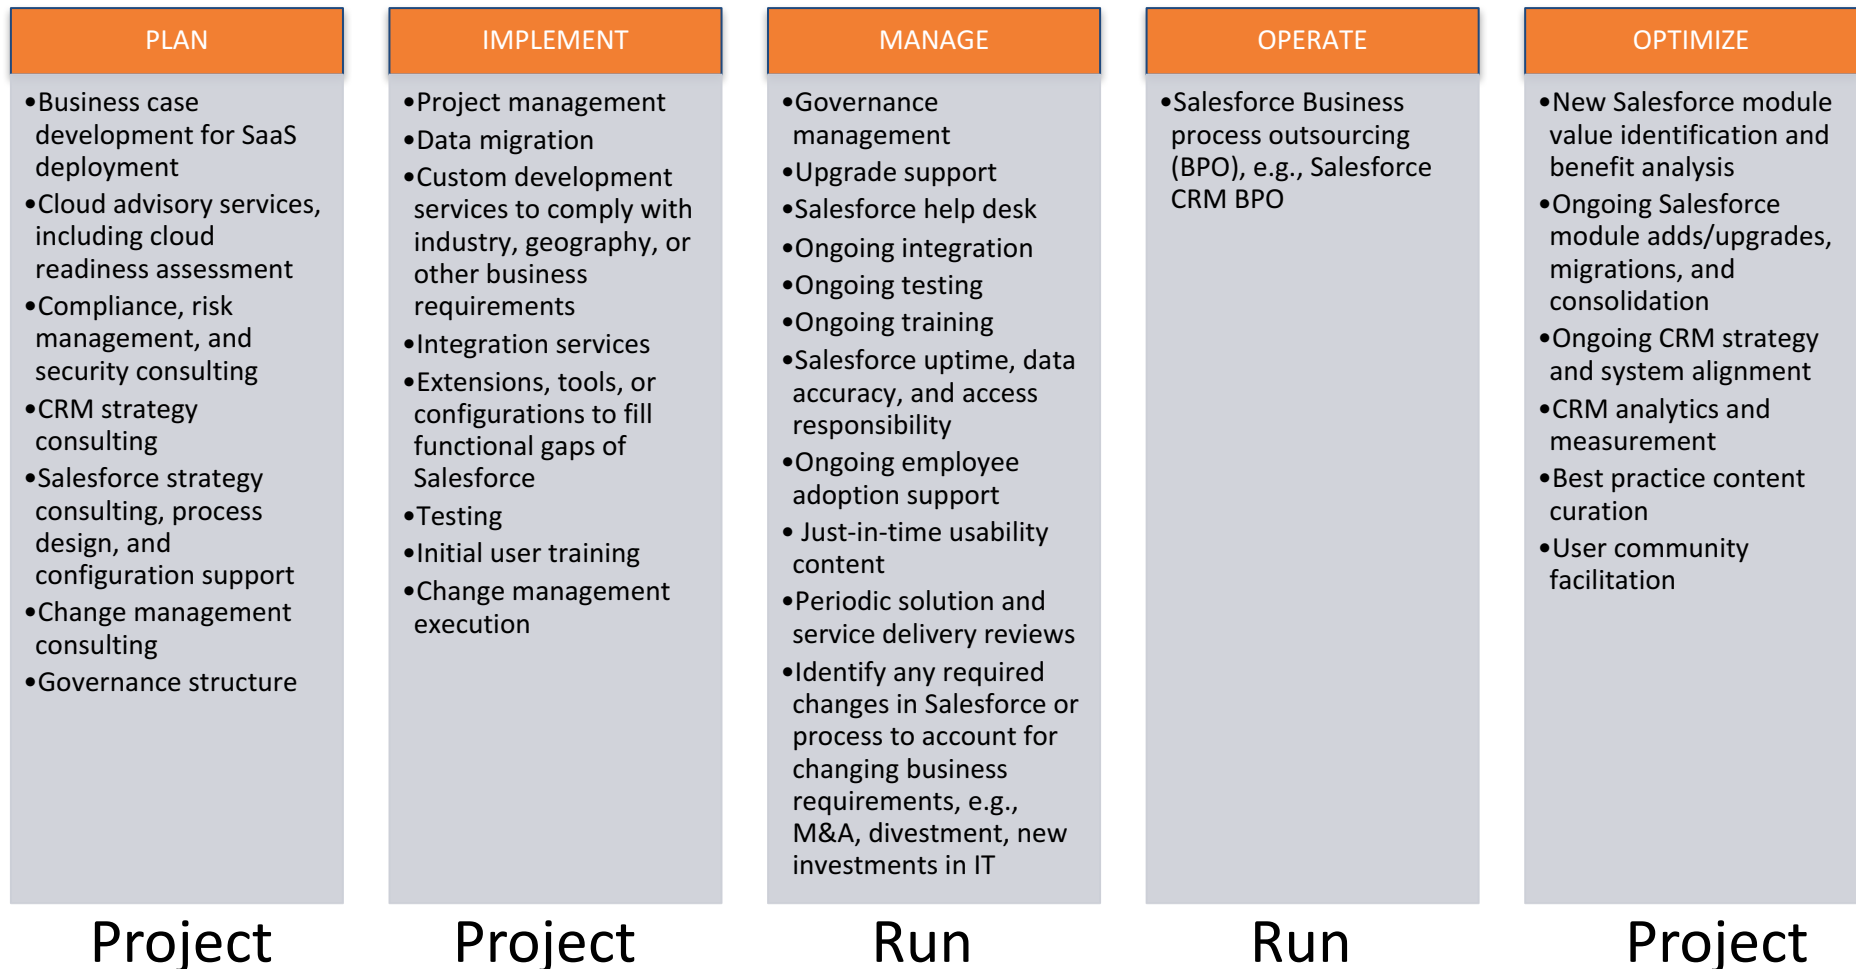 PLAN
•Business case
development for SaaS
deployment
•Cloud advisory services,
including cloud
readiness assessment
•Compliance, risk
management, and
security consulting
•CRM strategy
consulting
•Salesforce strategy
consulting, process
design, and
configuration support
•Change management
consulting
•Governance structure
Project
IMPLEMENT
•Project management
•Data migration
•Custom development
services to comply with
industry, geography, or
other business
requirements
•Integration services
•Extensions, tools, or
configurations to fill
functional gaps of
Salesforce
•Testing
•Initial user training
•Change management
execution
Project
MANAGE
•Governance
management
•Upgrade support
•Salesforce help desk
•Ongoing integration
•Ongoing testing
•Ongoing training
•Salesforce uptime, data
accuracy, and access
responsibility
•Ongoing employee
adoption support
• Just-in-time usability
content
•Periodic solution and
service delivery reviews
•Identify any required
changes in Salesforce or
process to account for
changing business
requirements, e.g.,
M&A, divestment, new
investments in IT
Run
OPERATE
•Salesforce Business
process outsourcing
(BPO), e.g., Salesforce
CRM BPO
Run
OPTIMIZE
•New Salesforce module
value identification and
benefit analysis
•Ongoing Salesforce
module adds/upgrades,
migrations, and
consolidation
•Ongoing CRM strategy
and system alignment
•CRM analytics and
measurement
•Best practice content
curation
•User community
facilitation
Project